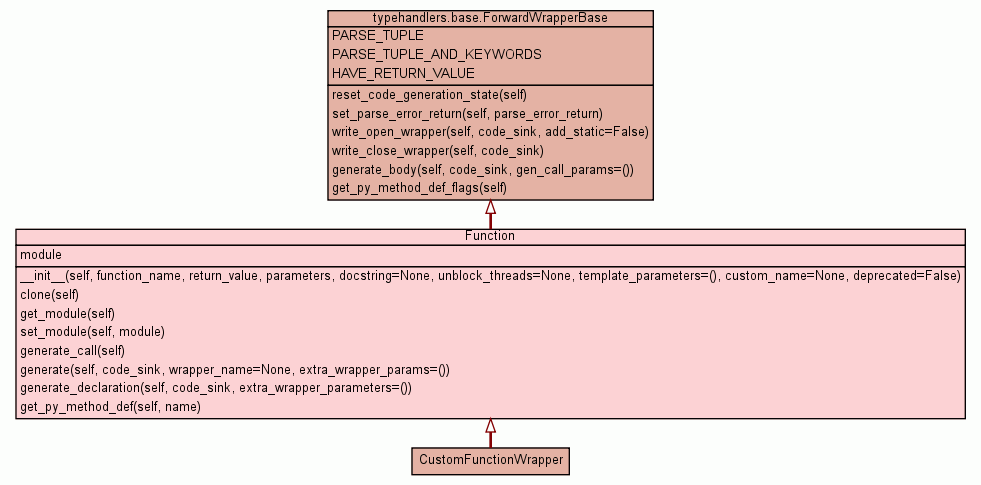 typehandlers.base.ForwardWrapperBase
PARSE_TUPLE
PARSE_TUPLE_AND_KEYWORDS
HAVE_RETURN_VALUE
reset_code_generation_state(self)
set_parse_error_return(self, parse_error_return)
write_open_wrapper(self, code_sink, add_static=False)
write_close_wrapper(self, code_sink)
generate_body(self, code_sink, gen_call_params=())
get_py_method_def_flags(self)
Function
module
__init__(self, function_name, return_value, parameters, docstring=None, unblock_threads=None, template_parameters=(), custom_name=None, deprecated=False)
clone(self)
get_module(self)
set_module(self, module)
generate_call(self)
generate(self, code_sink, wrapper_name=None, extra_wrapper_params=())
generate_declaration(self, code_sink, extra_wrapper_parameters=())
get_py_method_def(self, name)
CustomFunctionWrapper